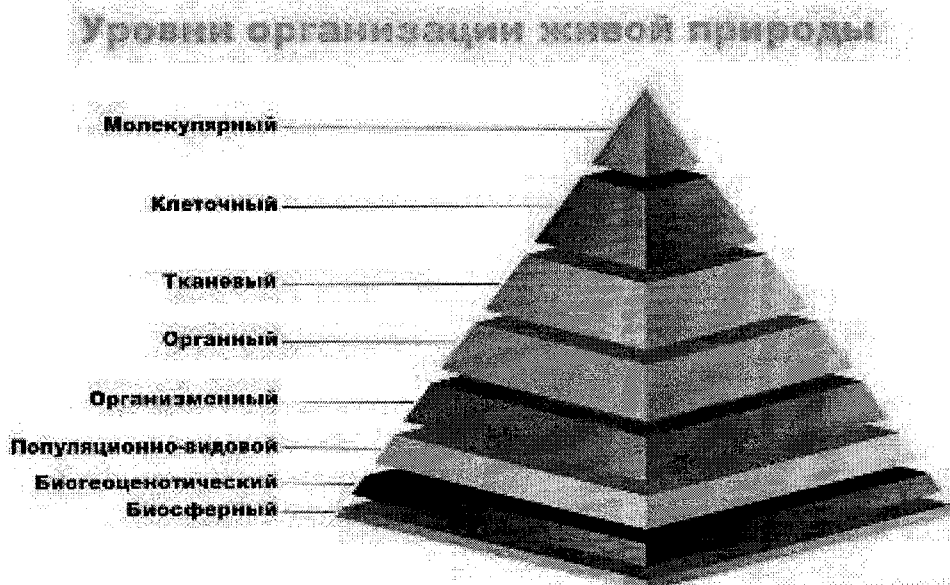 Уровни организации живой природы
Молекулярный
Клеточный
Тканевый
Органный
Организменный
Популяционно-видовой
Биогеоценотический
Биосферный